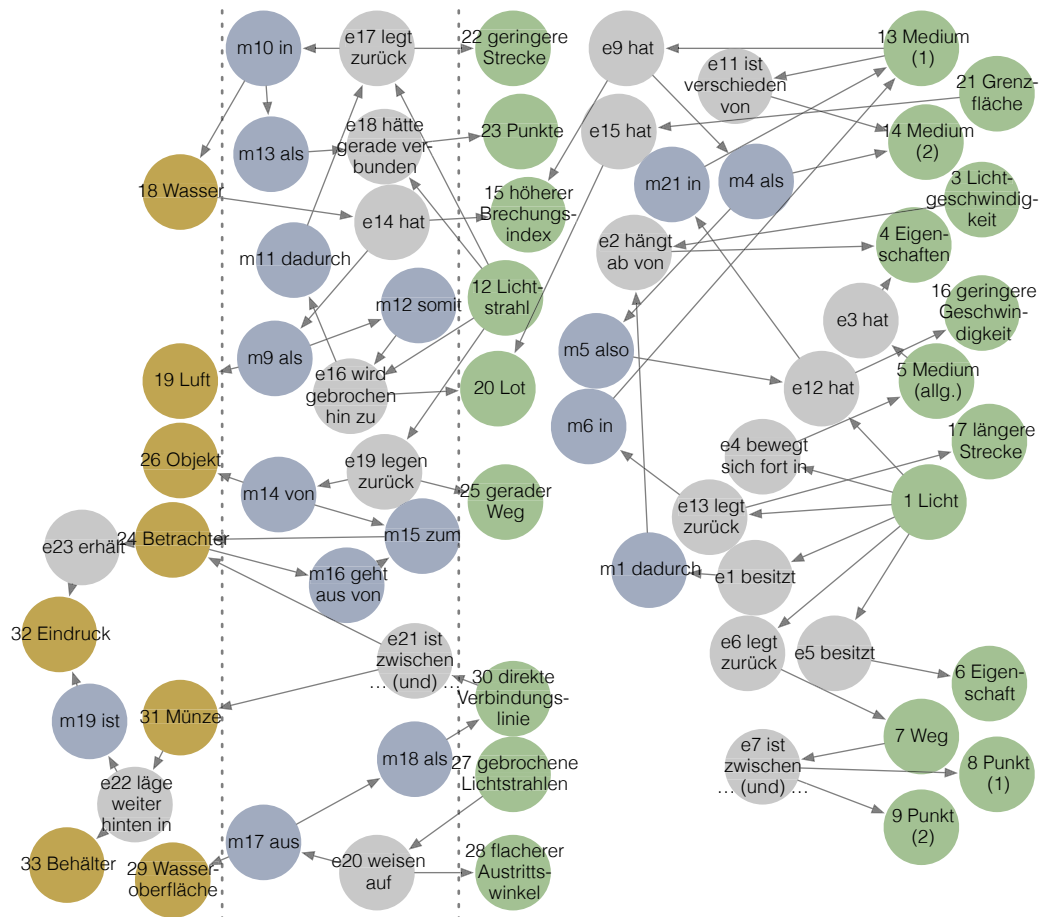 m10 in
e17 legt
zurück
22 geringere
Strecke
e9 hat
13 Medium
(1)
e11 ist
verschieden
von
21 Grenz-
fläche
m13 als
e18 hätte
gerade ver-
bunden
23 Punkte
e15 hat
14 Medium
(2)
18 Wasser
e14 hat
15 höherer
Brechungs-
index
m21 in
m4 als
3 Licht-
geschwindig-
keit
m11 dadurch
e2 hängt
ab von
4 Eigen-
schaften
m12 somit
12 Licht-
strahl
e3 hat
16 geringere
Geschwin-
digkeit
19 Luft
m9 als
e16 wird
gebrochen
hin zu
20 Lot
m5 also
e12 hat
5 Medium
(allg.)
m6 in
e4 bewegt
sich fort in
17 längere
Strecke
26 Objekt
m14 von
e19 legen
zurück
25 gerader
Weg
e13 legt
zurück
1 Licht
e23 erhält
24 Betrachter
m15 zum
m16 geht
aus von
m1 dadurch
e1 besitzt
32 Eindruck
e21 ist
zwischen
... (und) ...
e6 legt
zurück
e5 besitzt
6 Eigen-
schaft
m19 ist
31 Münze
30 direkte
Verbindungs-
linie
7 Weg
m18 als
27 gebrochene
Lichtstrahlen
e7 ist
zwischen
... (und) ...
8 Punkt
(1)
e22 läge
weiter
hinten in
9 Punkt
(2)
33 Behälter
29 Wasser-
oberfläche
m17 aus
e20 weisen
auf
28 flacherer
Austritts-
winkel